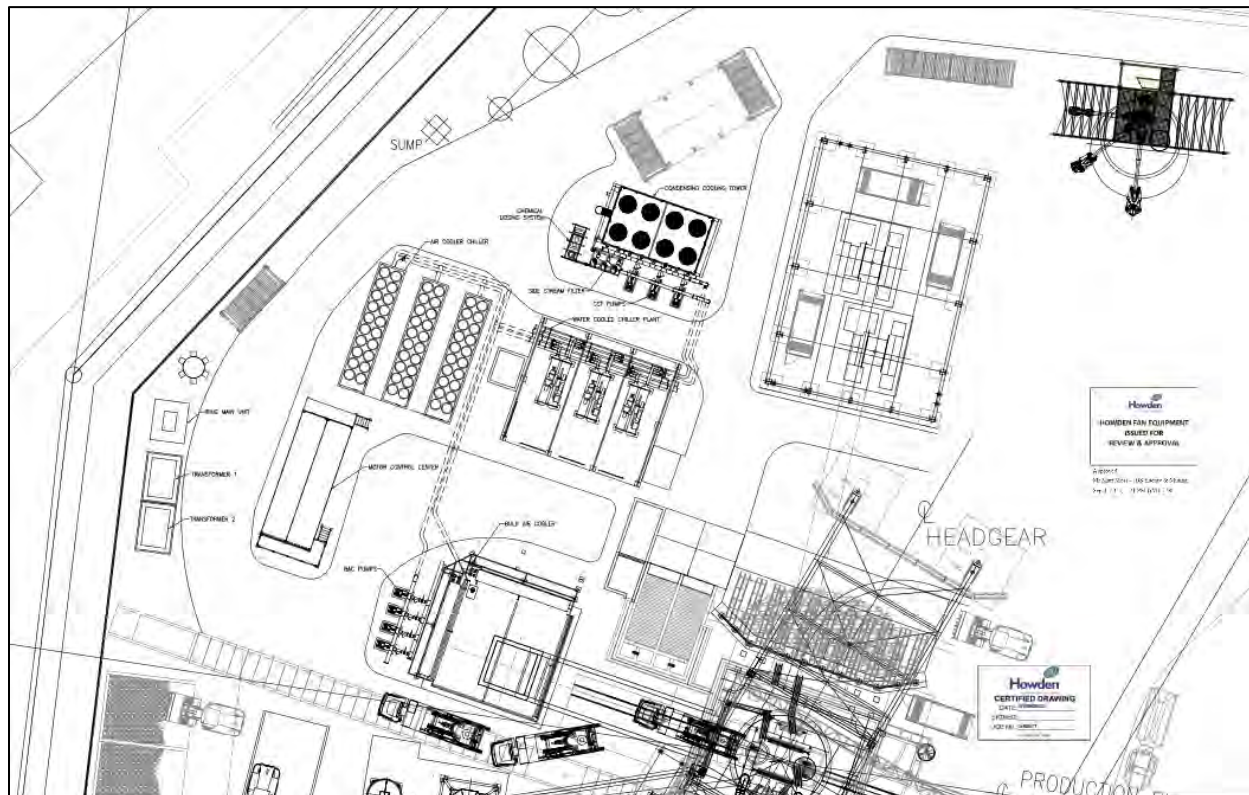 SUMP
CONDENSING COOLING TOWER
CHEMICAL
DOSING SYSTEM
AIR COOLER CHILLER
SIDE STREAM FILTER
CCT PUMPS
WATER COOLED CHILLER PLANT
RING MAIN UNIT
TRANSFORMER 1
MOTOR CONTROL CENTER
TRANSFORMER 2
BULK AIR COOLER
BAC PUMPS
Howden
HOWDEN FAN EQUIPMENT
ISSUED FOR
REVIEW & APPROVAL
HEADGEAR
Howden
CERTIFIED DRAWING
DATE
PRODUCTION